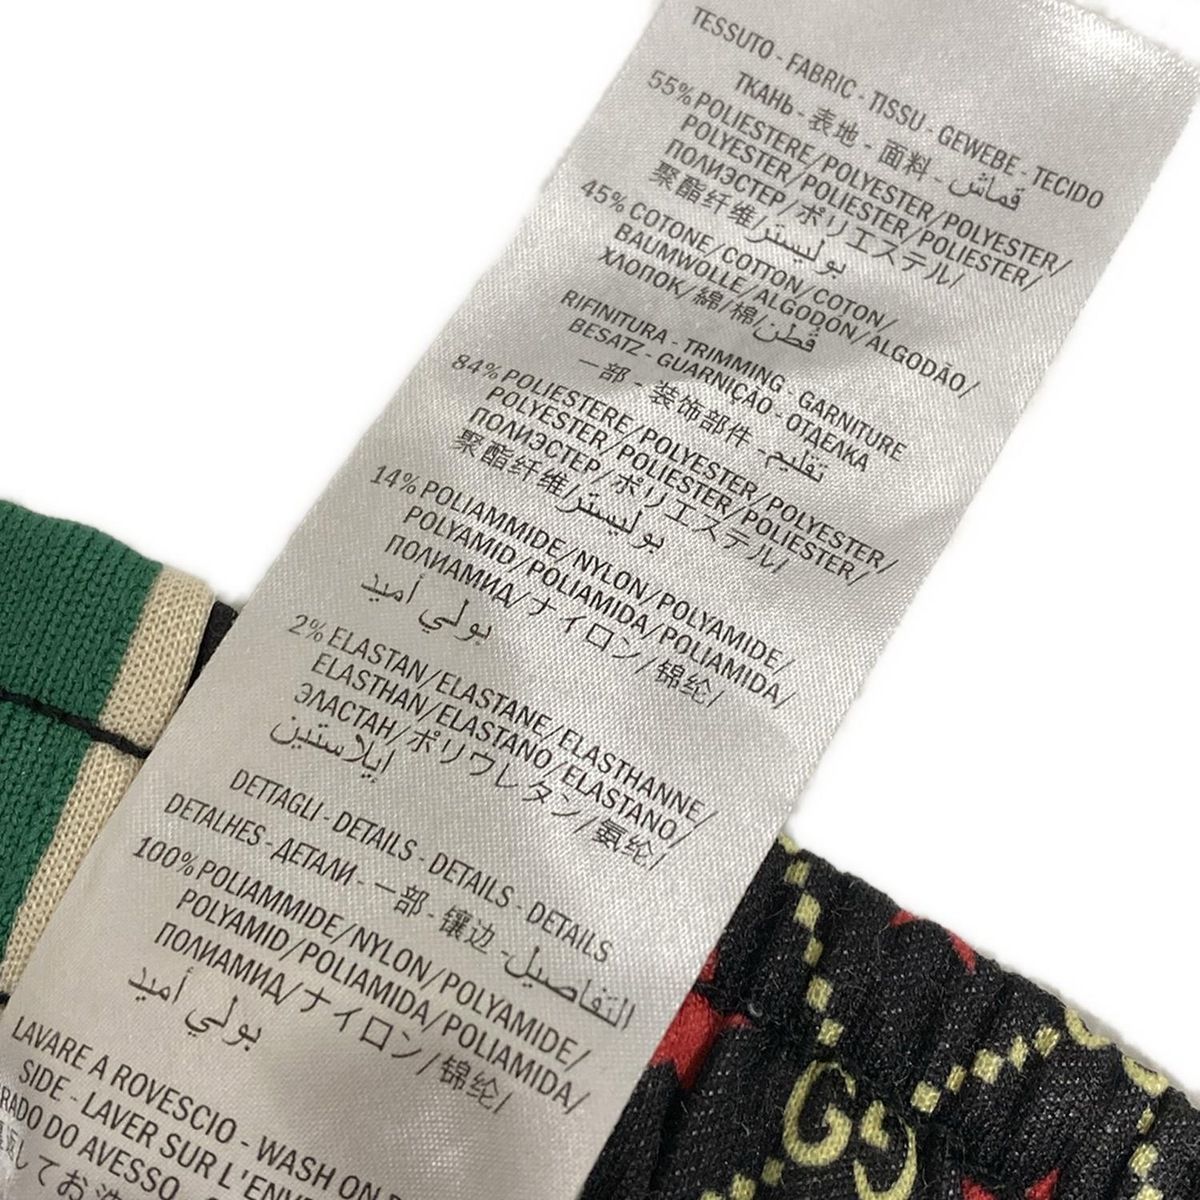 TESSUTO - FABRIC - TISSU - GEWEBE - TECIDO
ТКАНЬ - 表地 - 面料 - قماش
55% POLIESTERE/POLYESTER/POLYESTER/
POLYESTER/POLIESTER/POLIESTER/
ПОЛИЭСТЕР/ポリエステル/
聚酯纤维/بوليستر
45% COTONE/COTTON/COTON/
BAUMWOLLE/ALGODON/ALGODÃO/
ХЛОПОК/綿/棉/قطن
RIFINITURA - TRIMMING - GARNITURE
BESATZ - GUARNIÇÃO - ОТДЕЛКА
一部 - 装饰部件 - تقليم
84% POLIESTERE/POLYESTER/POLYESTER
POLYESTER/POLIESTER/POLIESTER/
ПОЛИЭСТЕР/ポリエステル/
聚酯纤维/بوليستر
14% POLIAMMIDE/NYLON/POLYAMIDE/
POLYAMID/POLIAMIDA/POLIAMIDA/
ПОЛИАМИД/ナイロン/锦纶/
بولي أميد
2% ELASTAN/ELASTANE/ELASTHANNE/
ELASTHAN/ELASTANO/ELASTANO/
ЭЛАСТАН/ポリウレタン/氨纶/
إيلاستين
DETTAGLI - DETAILS - DETAILS - DETAILS
DETALHES - ДЕТАЛИ - 一部 - 镶边 - التفاصيل
100% POLIAMMIDE/NYLON/POLYAMIDE/
POLYAMID/POLIAMIDA/POLIAMIDA/
ПОЛИАМИД/ナイロン/锦纶/
بولي أميد
LAVARE A ROVESCIO - WASH ON
SIDE - LAVER SUR L'ENVE
DO DO AVESSO
してお洗